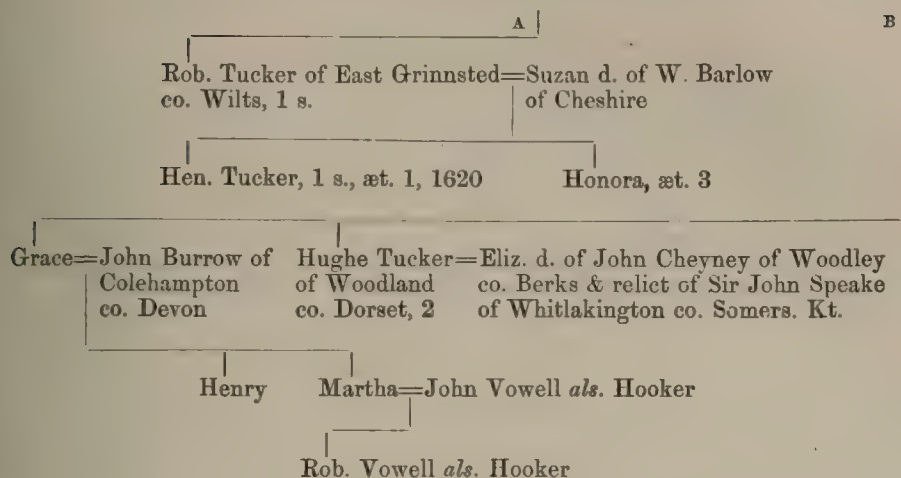 A B
Rob. Tucker of East Grinnsted=Suzan d. of W. Barlow
co. Wilts, 1 s. of Cheshire
Hen. Tucker, 1 s., æt. 1, 1620 Honora, æt. 3
Grace=John Burrow of Hughe Tucker=Eliz. d. of John Cheyney of Woodley
Colehampton of Woodland co. Berks & relict of Sir John Speake
co. Devon co. Dorset, 2 of Whitlakington co. Somers. Kt.
Henry Martha=John Vowell als. Hooker
Rob. Vowell als. Hooker